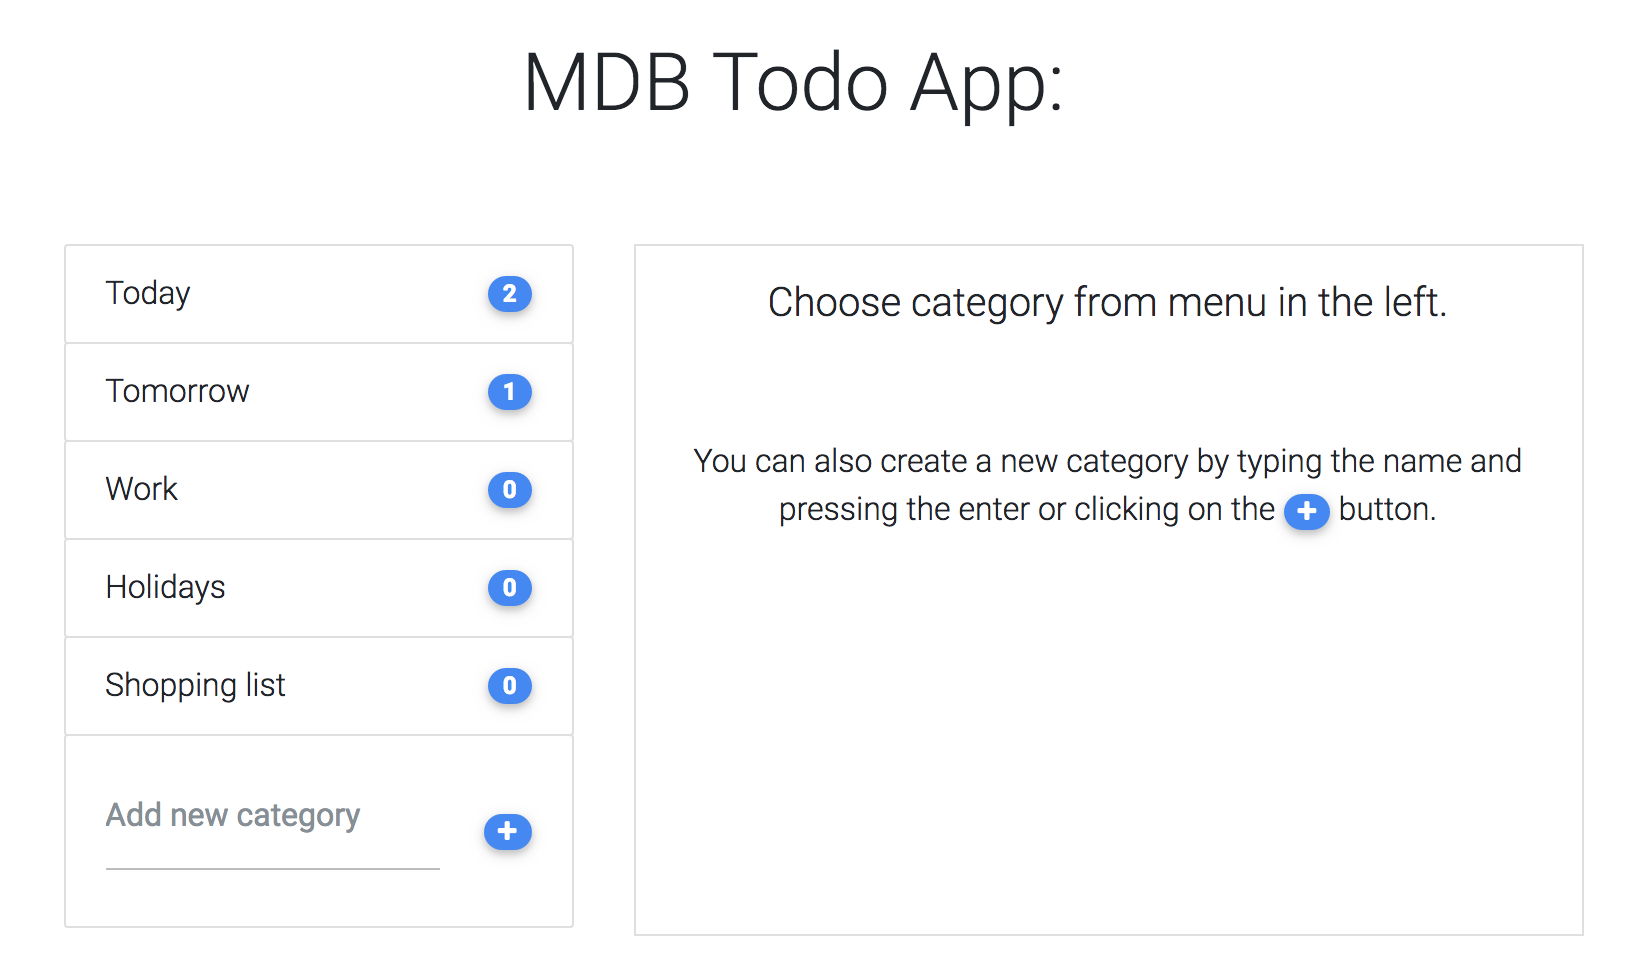 MDB Todo App:
Today 2
Tomorrow 1
Work 0
Holidays 0
Shopping list 0
Add new category +
Choose category from menu in the left.
You can also create a new category by typing the name and
pressing the enter or clicking on the + button.